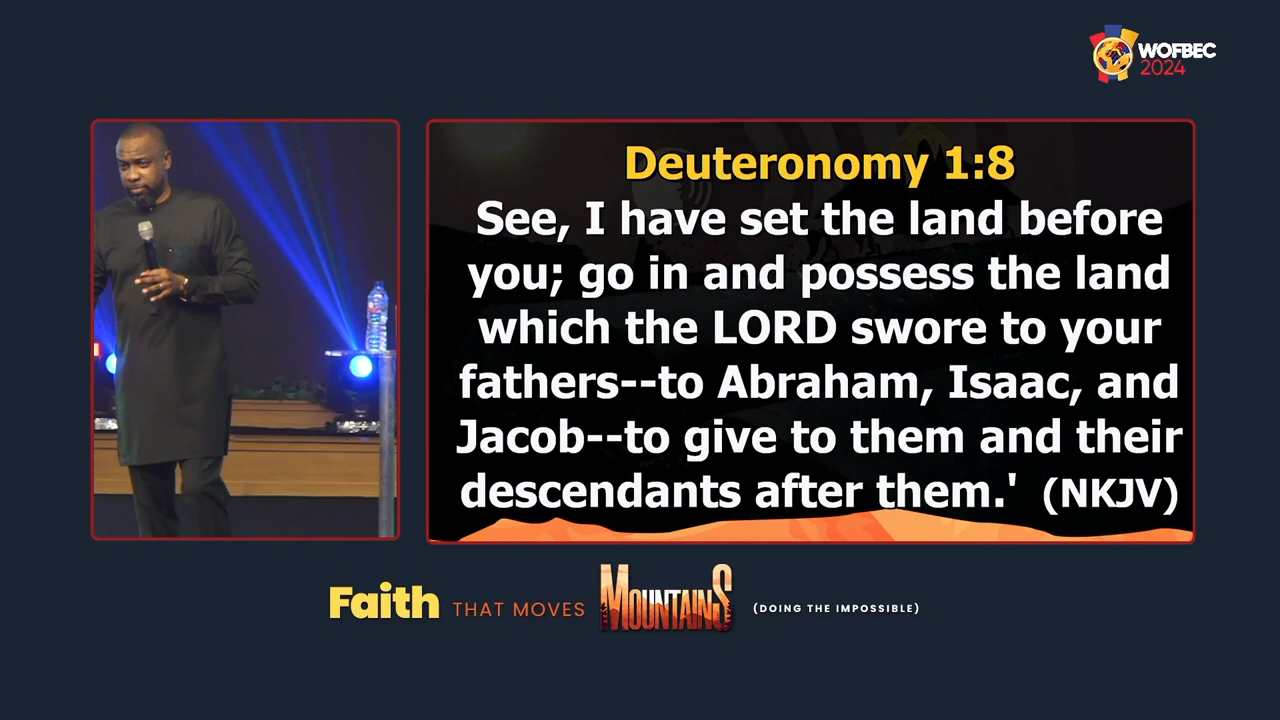 WOFBEC
2024
Deuteronomy 1:8
See, I have set the land before
you; go in and possess the land
which the LORD swore to your
fathers--to Abraham, Isaac, and
Jacob--to give to them and their
descendants after them.' (NKJV)
Faith THAT MOVES MOUNTAINS (DOING THE IMPOSSIBLE)